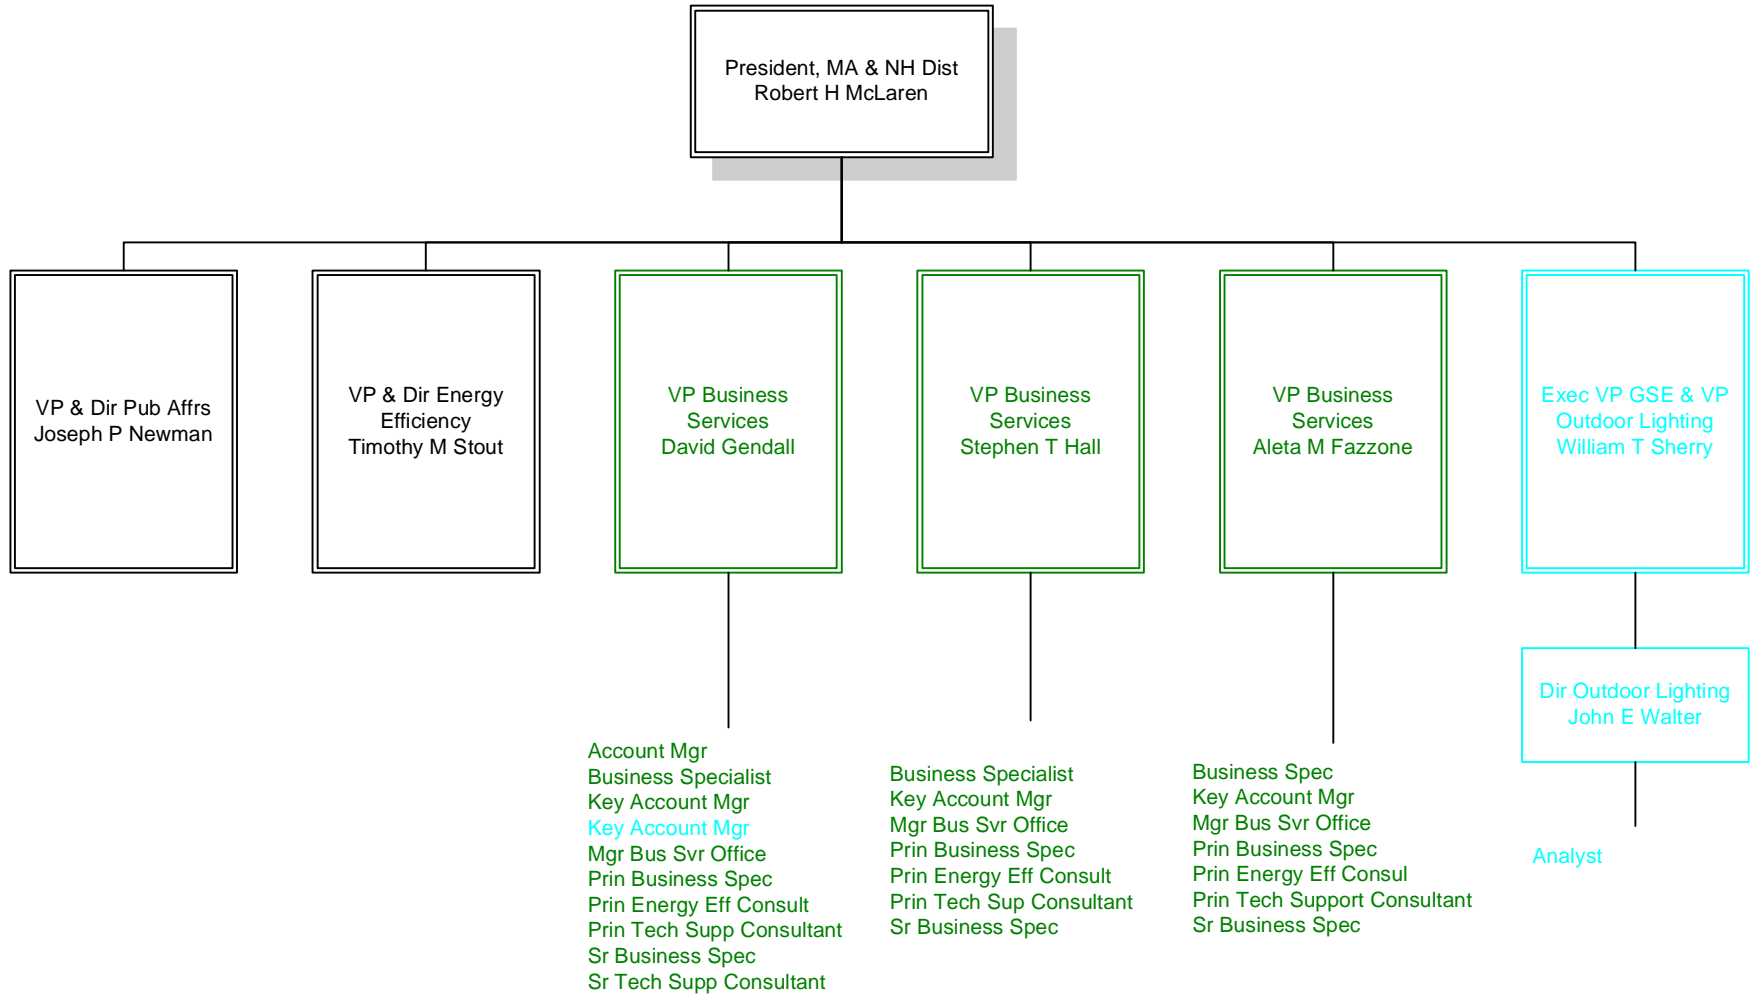 President, MA & NH Dist
Robert H McLaren
VP & Dir Pub Affrs
Joseph P Newman
VP & Dir Energy
Efficiency
Timothy M Stout
VP Business
Services
David Gendall
VP Business
Services
Stephen T Hall
VP Business
Services
Aleta M Fazzone
Exec VP GSE & VP
Outdoor Lighting
William T Sherry
Dir Outdoor Lighting
John E Walter
Account Mgr
Business Specialist
Key Account Mgr
Key Account Mgr
Mgr Bus Svr Office
Prin Business Spec
Prin Energy Eff Consult
Prin Tech Supp Consultant
Sr Business Spec
Sr Tech Supp Consultant
Business Specialist
Key Account Mgr
Mgr Bus Svr Office
Prin Business Spec
Prin Energy Eff Consult
Prin Tech Sup Consultant
Sr Business Spec
Business Spec
Key Account Mgr
Mgr Bus Svr Office
Prin Business Spec
Prin Energy Eff Consul
Prin Tech Support Consultant
Sr Business Spec
Analyst